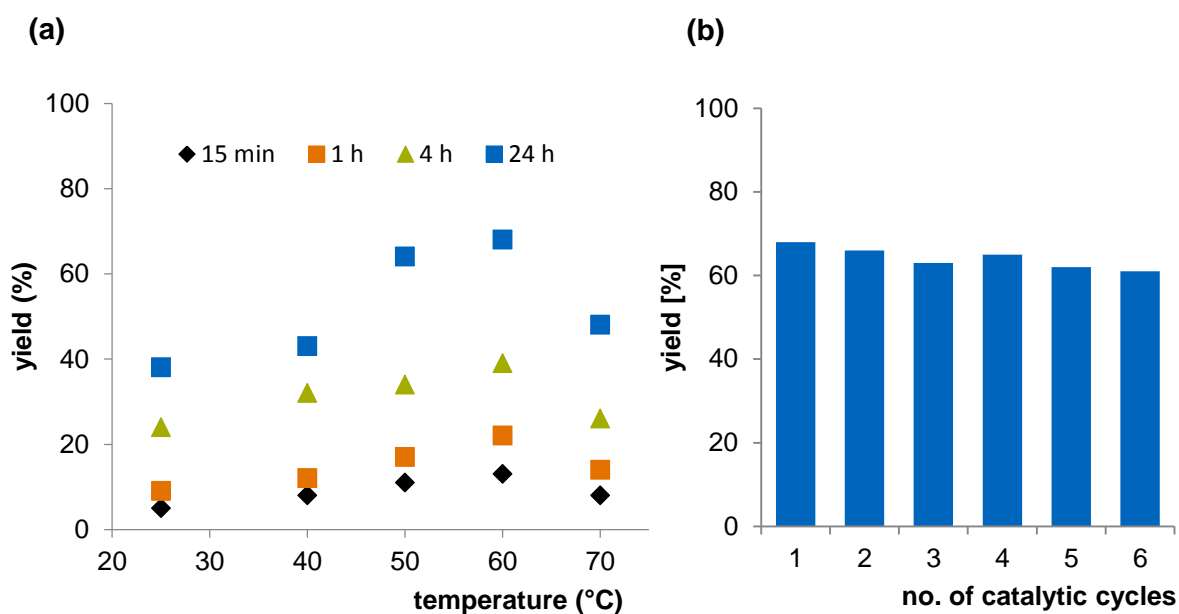 (a)
100
80
60
40
20
0
15 min 1 h 4 h 24 h
20 30 40 50 60 70
yield (%)
temperature (°C)
(b)
100
80
60
40
20
0
1 2 3 4 5 6
yield [%]
no. of catalytic cycles